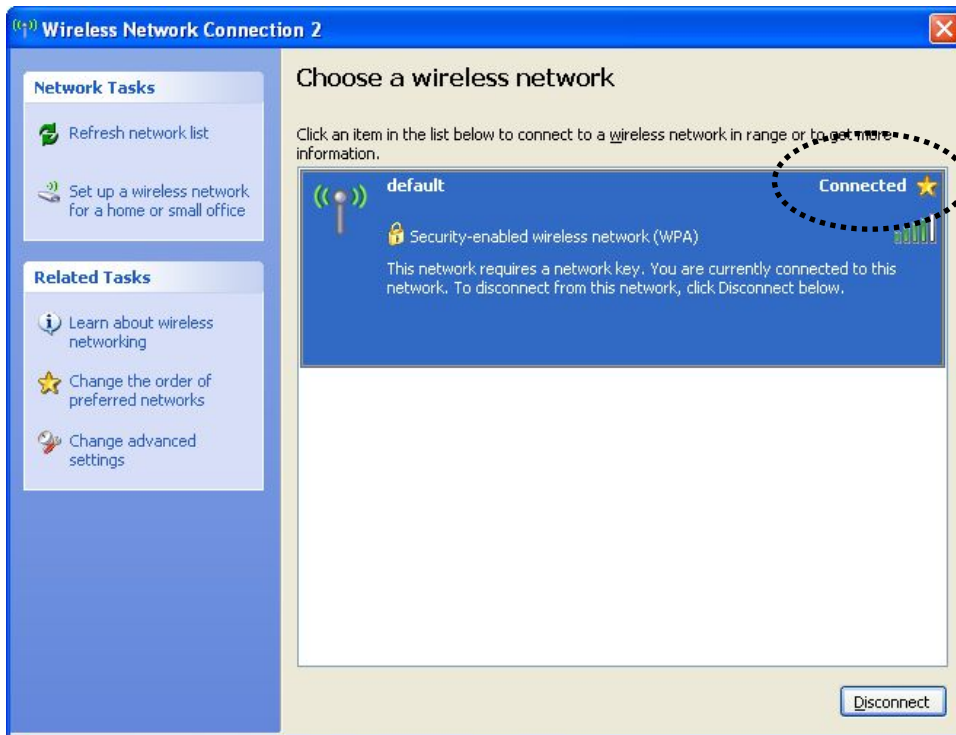 Wireless Network Connection 2
Network Tasks
Refresh network list
Set up a wireless network
for a home or small office
Related Tasks
Learn about wireless
networking
Change the order of
preferred networks
Change advanced
settings
Choose a wireless network
Click an item in the list below to connect to a wireless network in range or to get more
information.
default
Connected
Security-enabled wireless network (WPA)
This network requires a network key. You are currently connected to this
network. To disconnect from this network, click Disconnect below.
Disconnect